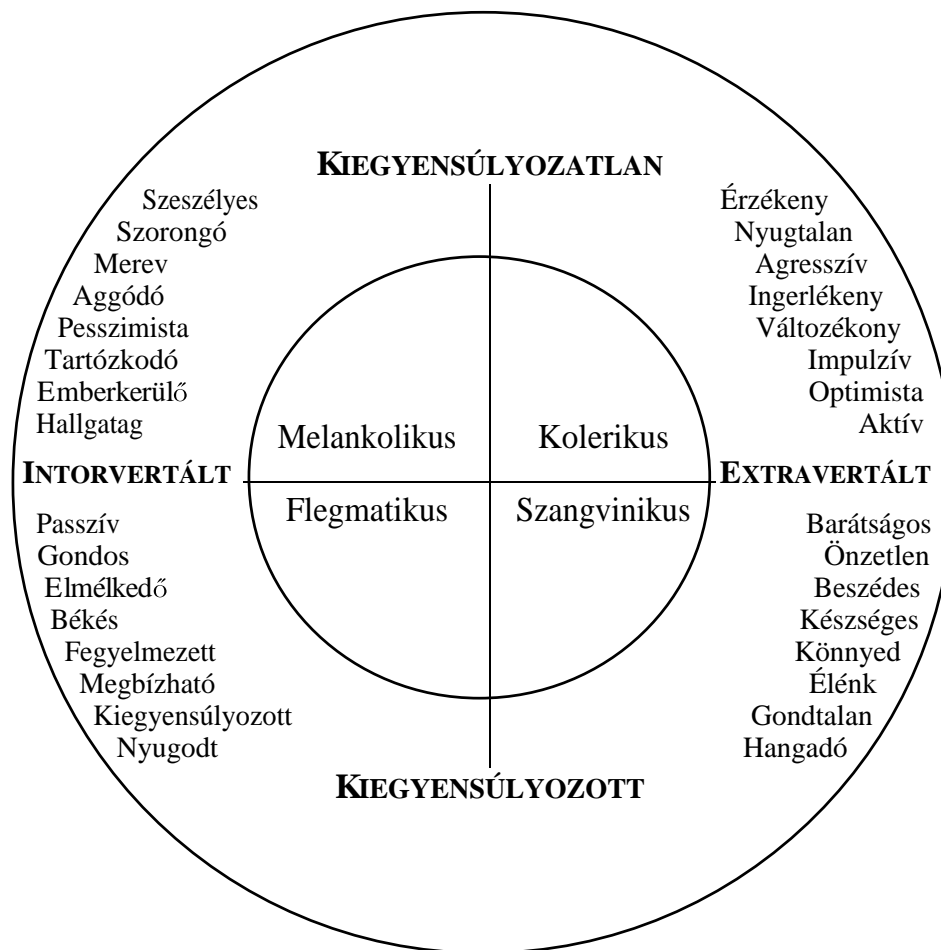 KIEGYENSÚLYOZATLAN
Szeszélyes
Szorongó
Merev
Aggódó
Pesszimista
Tartózkodó
Emberkerülő
Hallgatag
Érzékeny
Nyugtalan
Agresszív
Ingerlékeny
Változékony
Impulzív
Optimista
Aktív
Melankolikus
Kolerikus
INTORVERTÁLT
EXTRAVERTÁLT
Flegmatikus
Szangvinikus
Passzív
Gondos
Elmélkedő
Békés
Fegyelmezett
Megbízható
Kiegyensúlyozott
Nyugodt
Barátságos
Önzetlen
Beszédes
Készséges
Könnyed
Élénk
Gondtalan
Hangadó
KIEGYENSÚLYOZOTT